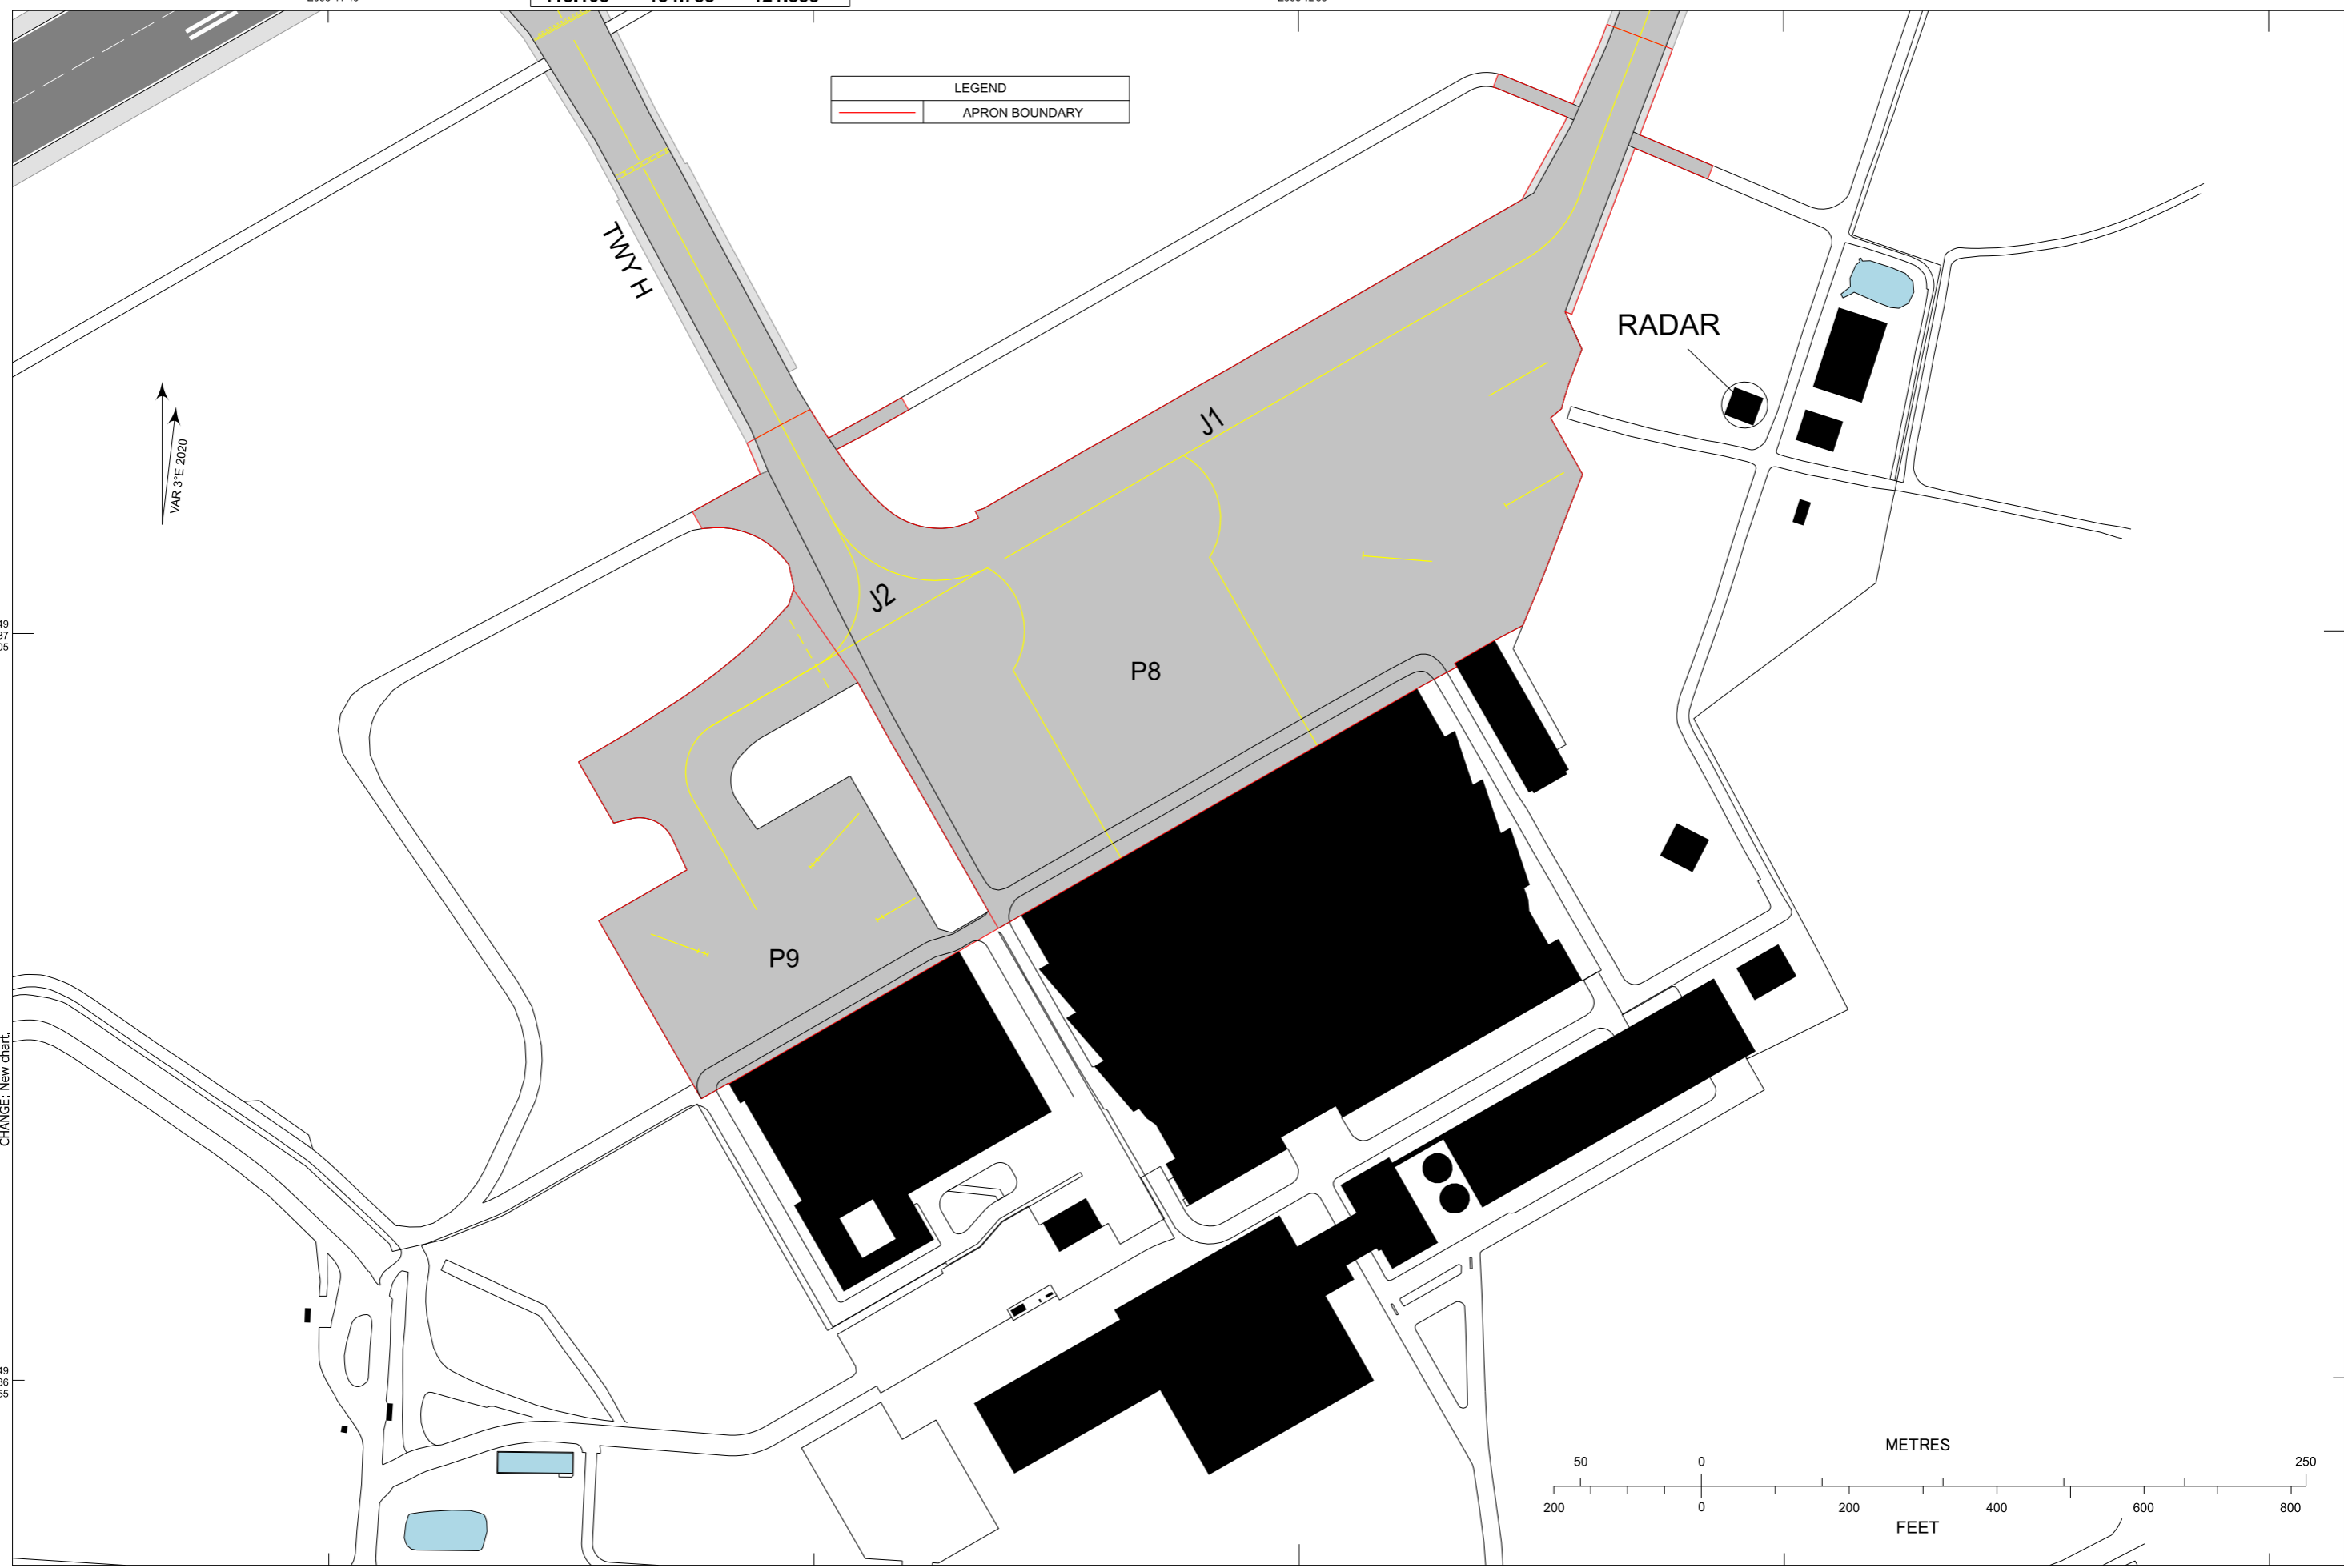 LEGEND
APRON BOUNDARY
TWY H
RADAR
J1
VAR 3°E 2020
J2
P8
P9
CHANGE: New chart.
METRES
50 0 250
200 0 200 400 600 800
FEET